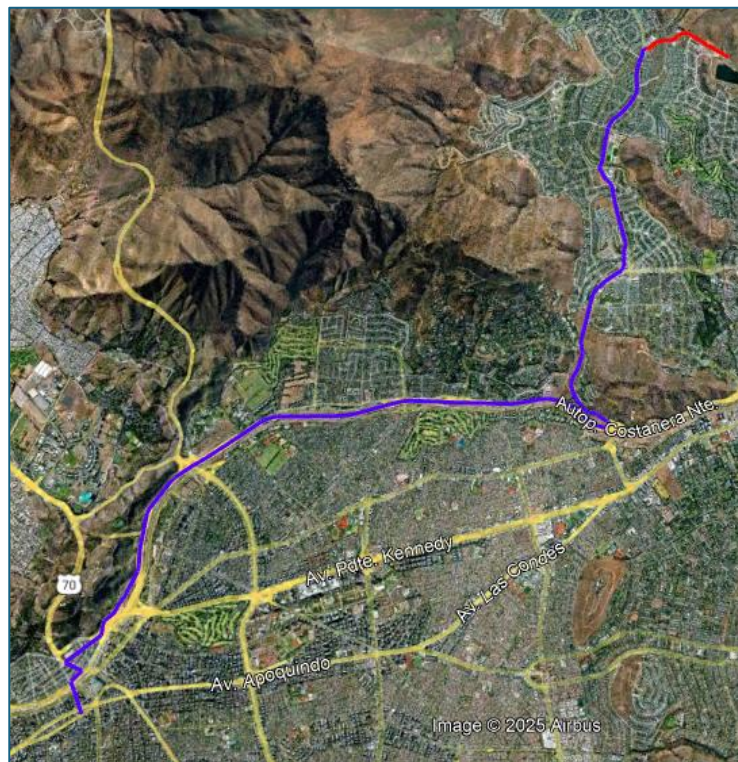 Autop. Costanera Nte.
Av. Pdte. Kennedy
Av. Las Condes
70
Av. Apoquindo
Image © 2025 Airbus